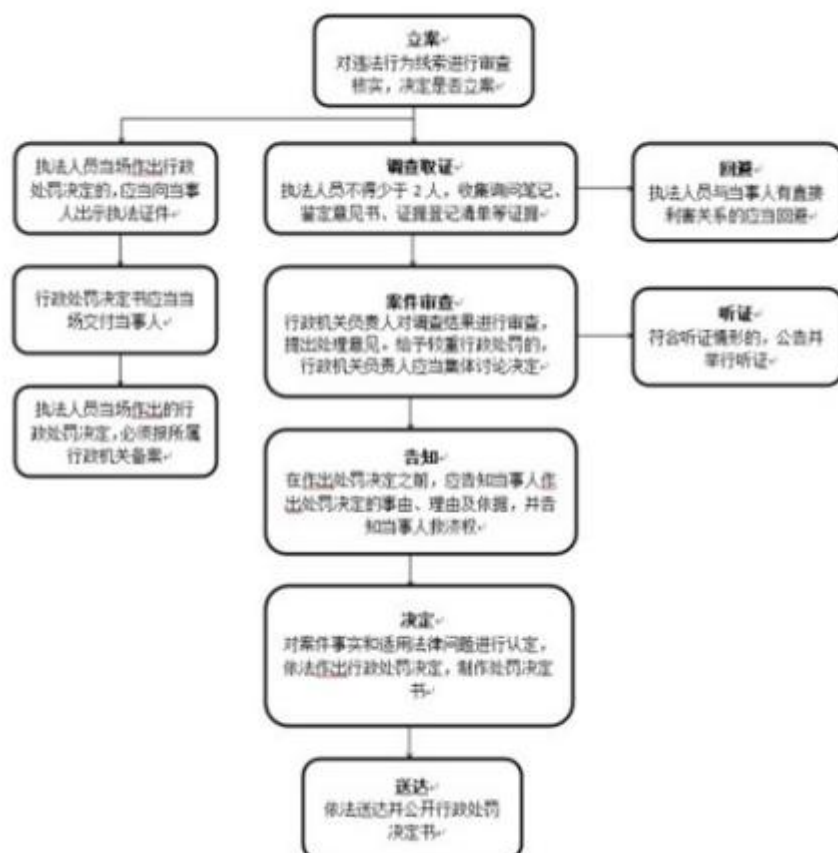 立案
对违法行为线索进行审查
核实，决定是否立案
执法人员当场作出行政
处罚决定的，应当向当事
人出示执法证件
调查取证
执法人员不得少于 2 人，收集询问笔记、
鉴定意见书、证据登记清单等证据
回避
执法人员与当事人有直接
利害关系的应当回避
行政处罚决定书应当当
场交付当事人
案件审查
行政机关负责人对调查结果进行审查，
提出处理意见。给予较重行政处罚的，
行政机关负责人应当集体讨论决定
听证
符合听证情形的，公告并
举行听证
执法人员当场作出的行
政处罚决定，必须报所属
行政机关备案
告知
在作出处罚决定之前，应告知当事人作
出处罚决定的事由、理由及依据，并告
知当事人救济权
决定
对案件事实和适用法律问题进行认定，
依法作出行政处罚决定，制作处罚决定
书
送达
依法送达并公开行政处罚
决定书